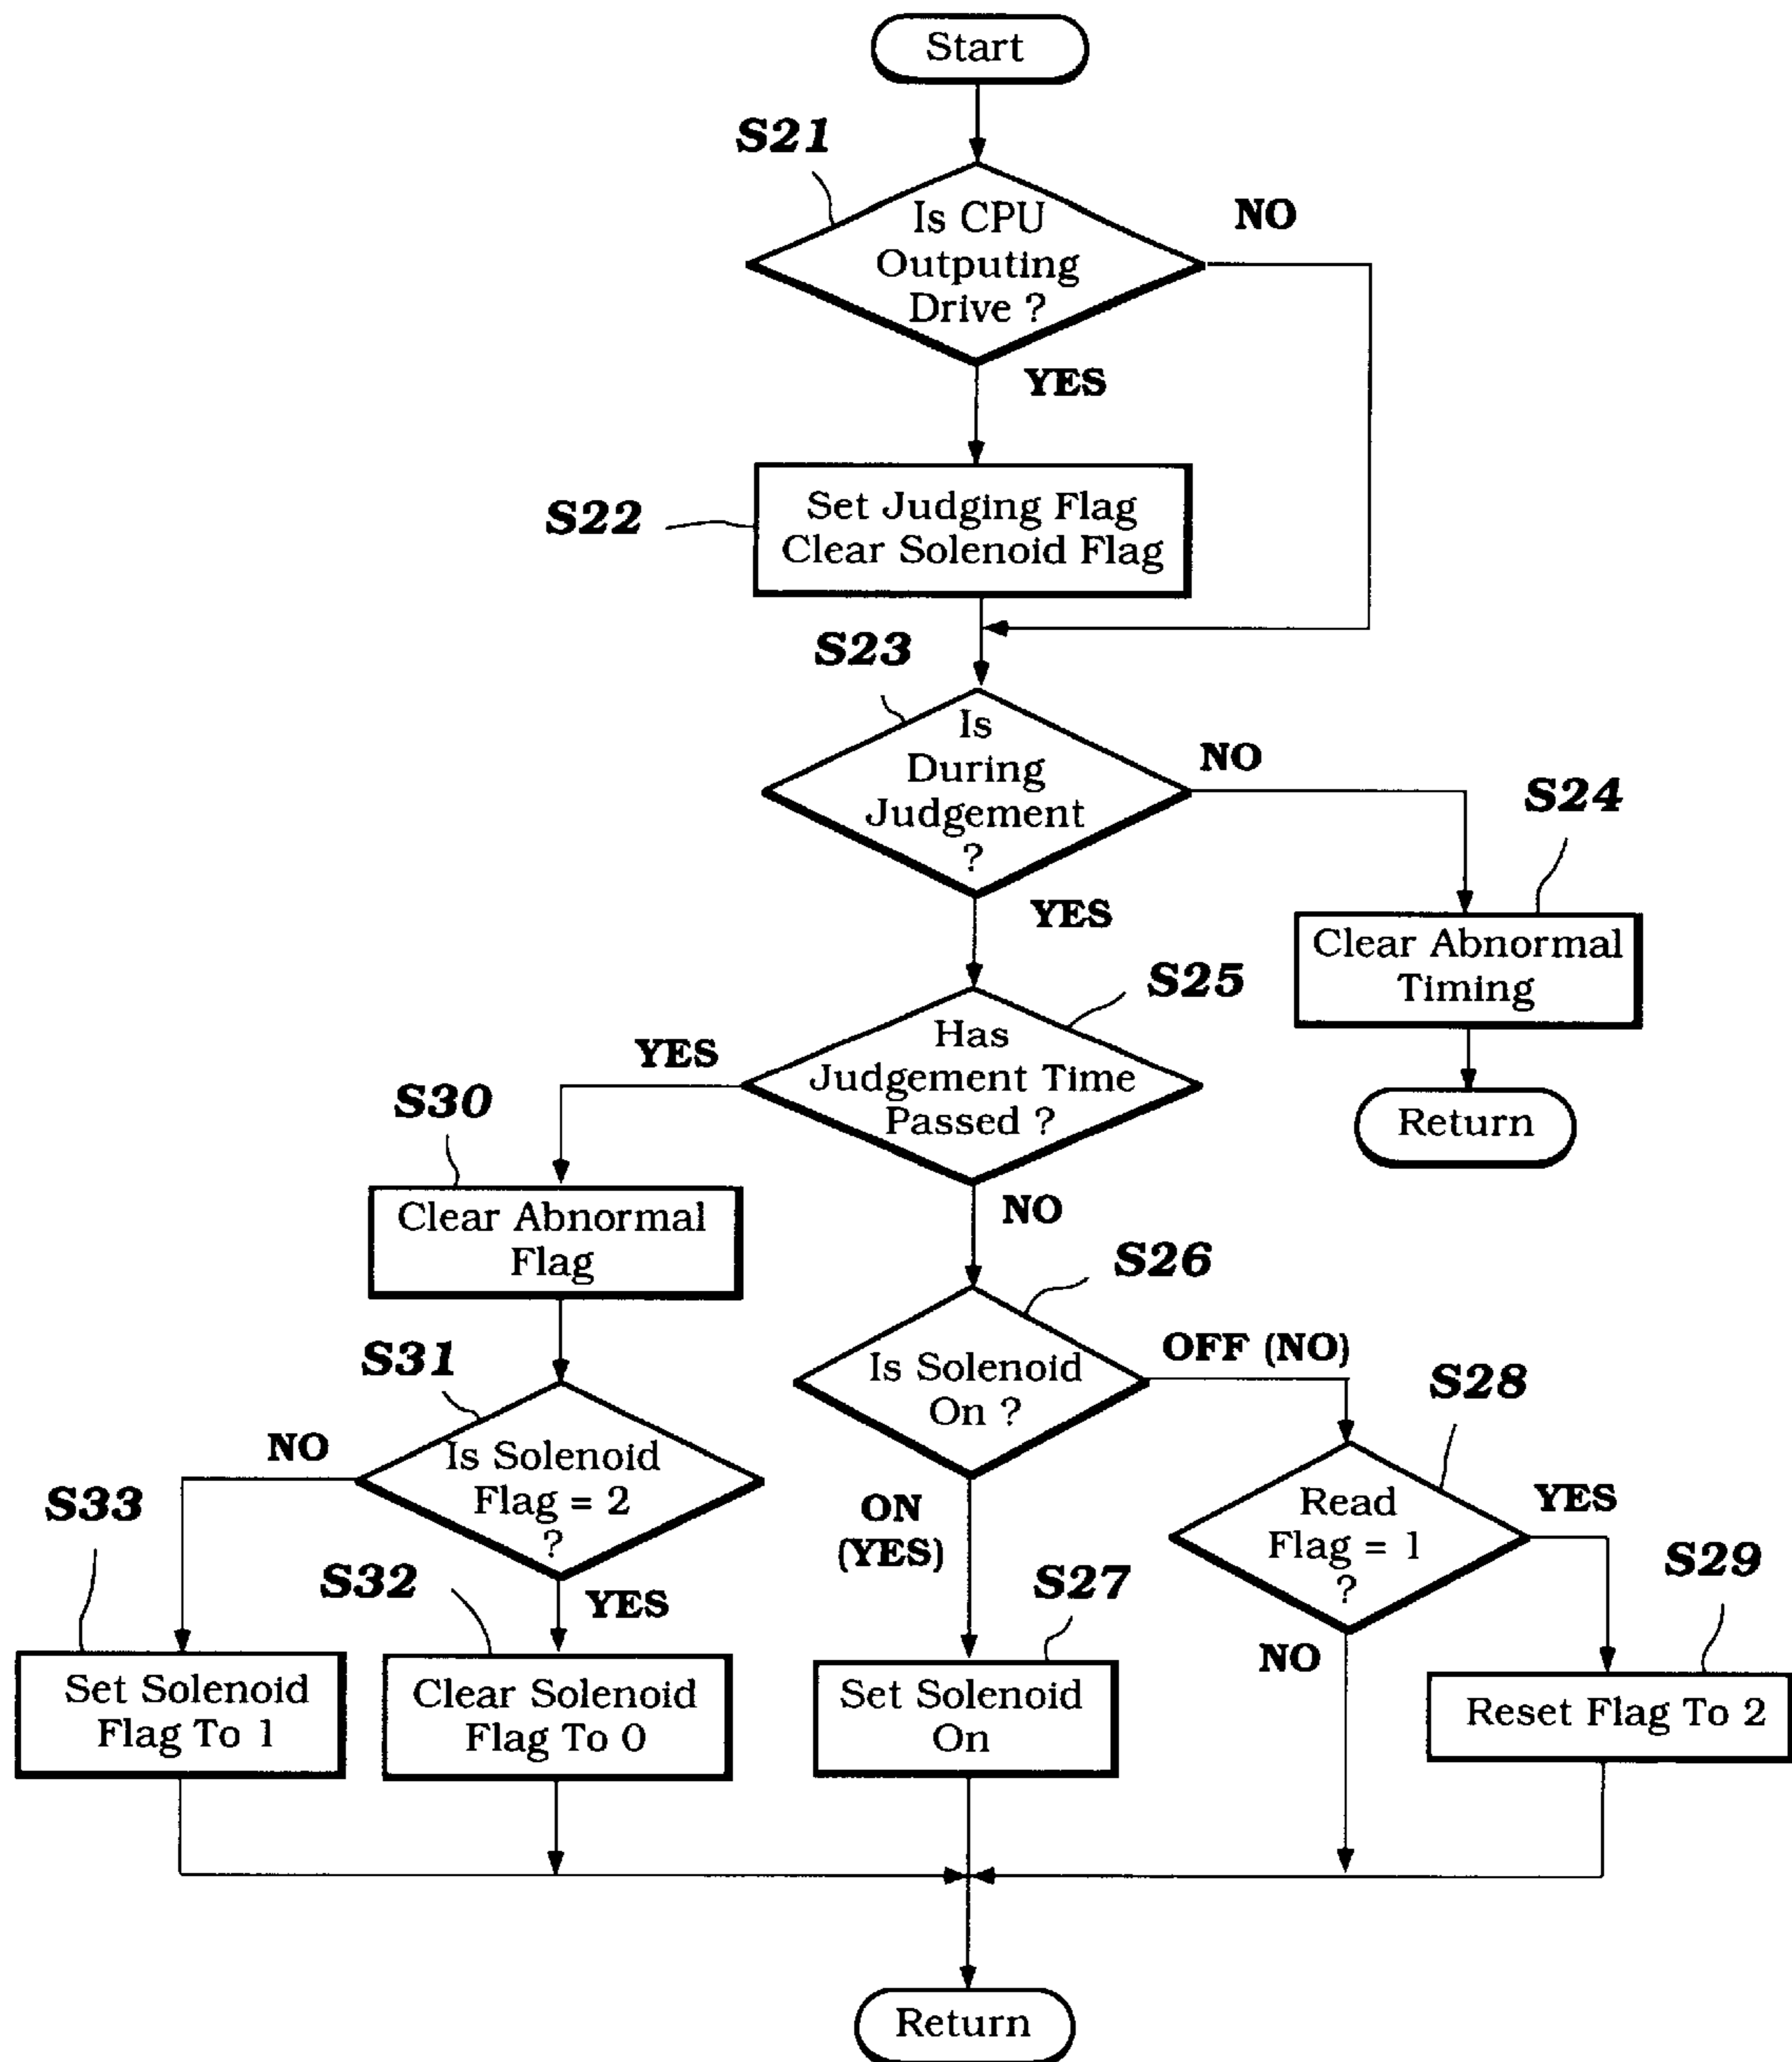 Start
S21
Is CPU
Outputing
Drive ?
NO
YES
S22
Set Judging Flag
Clear Solenoid Flag
S23
Is
During
Judgement
?
NO
YES
S24
Clear Abnormal
Timing
Return
S25
Has
Judgement Time
Passed ?
YES
NO
S30
Clear Abnormal
Flag
S26
Is Solenoid
On ?
OFF (NO)
ON
(YES)
S31
Is Solenoid
Flag = 2
?
NO
YES
S28
Read
Flag = 1
?
YES
NO
S33
Set Solenoid
Flag To 1
S32
Clear Solenoid
Flag To 0
S27
Set Solenoid
On
S29
Reset Flag To 2
Return